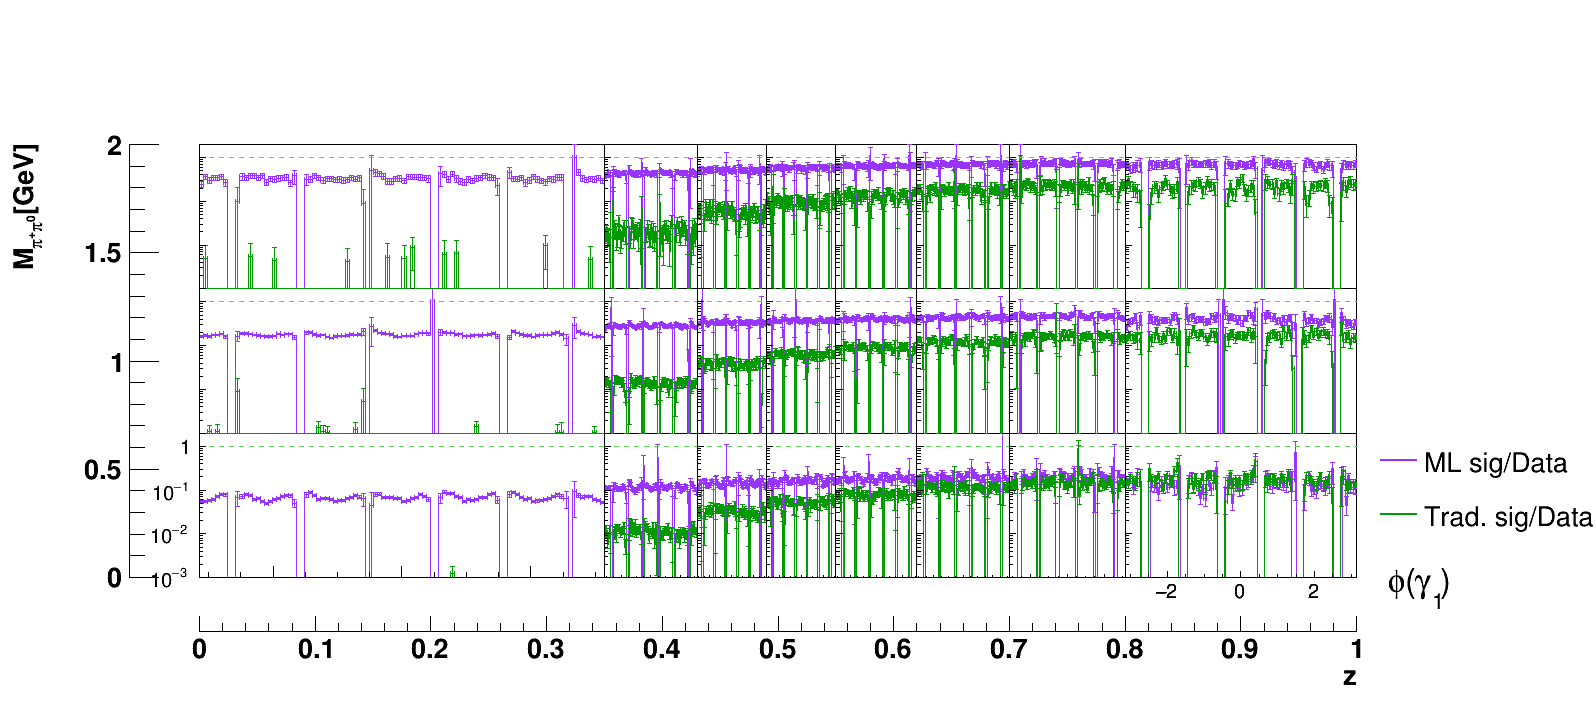 M π⁺π⁰ [GeV]
2
1.5
1
0.5
0
1
10⁻¹
10⁻²
10⁻³
−2 0 2
ϕ(γ₁)
0 0.1 0.2 0.3 0.4 0.5 0.6 0.7 0.8 0.9 1
z
ML sig/Data
Trad. sig/Data